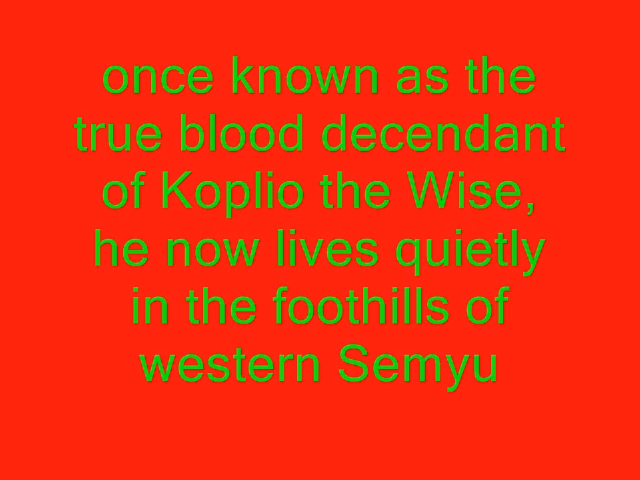 once known as the
true blood decendant
of Koplio the Wise,
he now lives quietly
in the foothills of
western Semyu